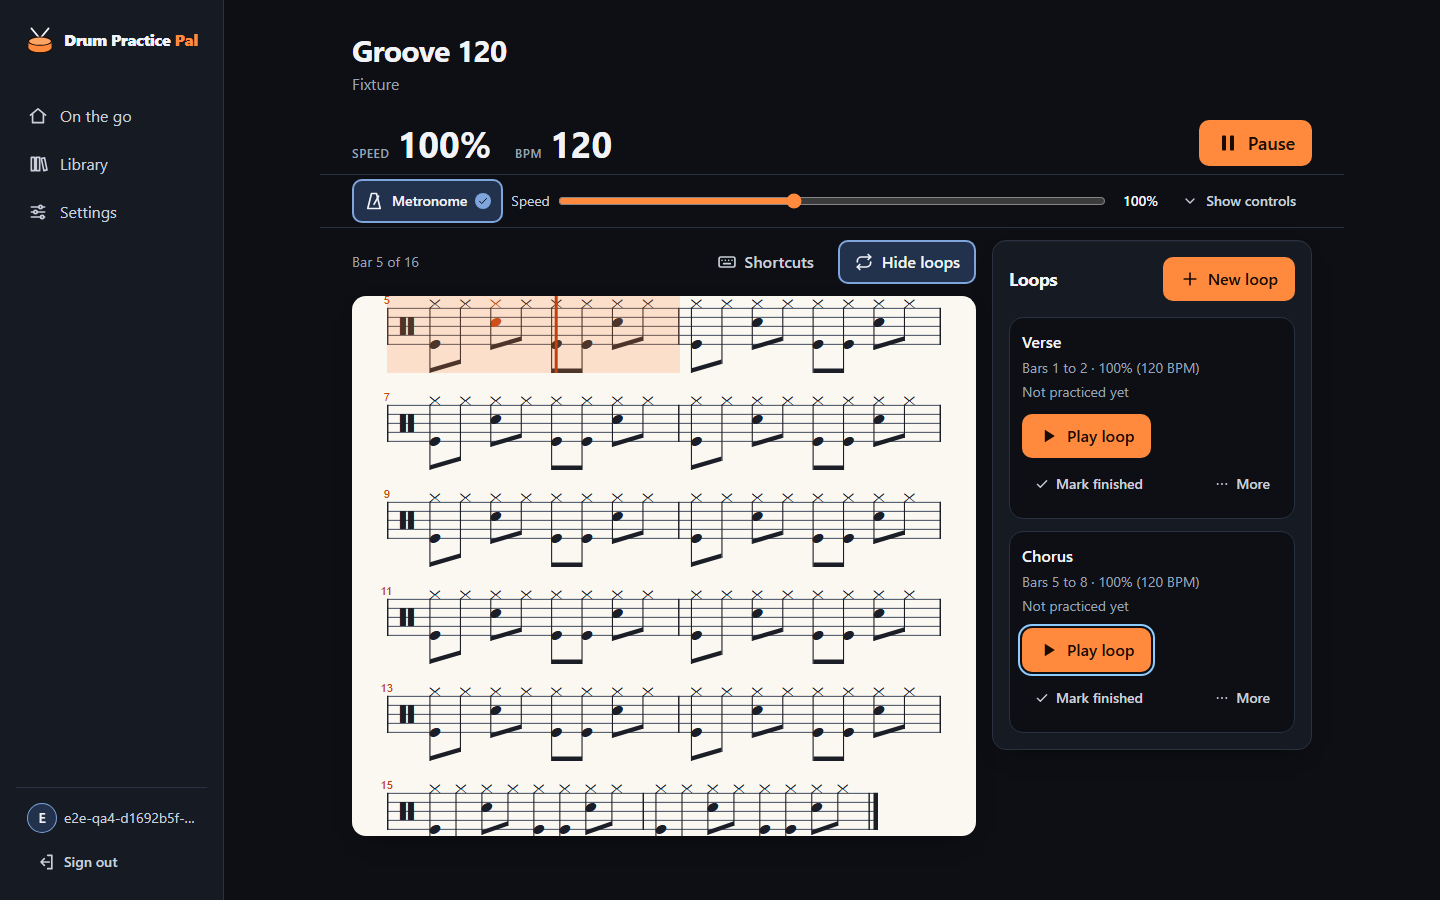 Drum Practice Pal
On the go
Library
Settings
E
e2e-qa4-d1692b5f-...
Sign out
Groove 120
Fixture
SPEED 100% BPM 120
Pause
Metronome
Speed
100%
Show controls
Bar 5 of 16
Shortcuts
Hide loops
5
7
9
11
13
15
Loops
New loop
Verse
Bars 1 to 2 · 100% (120 BPM)
Not practiced yet
Play loop
Mark finished
··· More
Chorus
Bars 5 to 8 · 100% (120 BPM)
Not practiced yet
Play loop
Mark finished
··· More